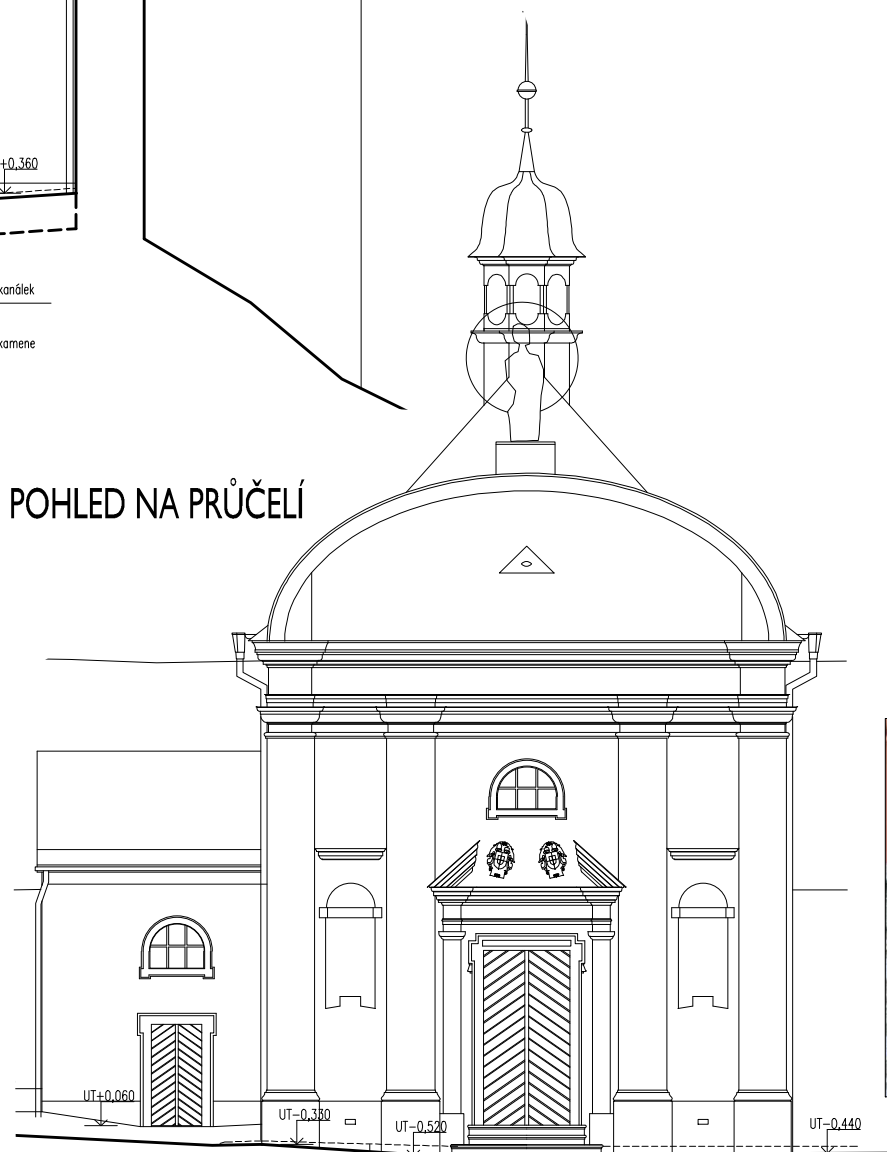 +0,360
kanálek
kamene
POHLED NA PRŮČELÍ
UT+0,060
UT-0,330
UT-0,520
UT-0,440